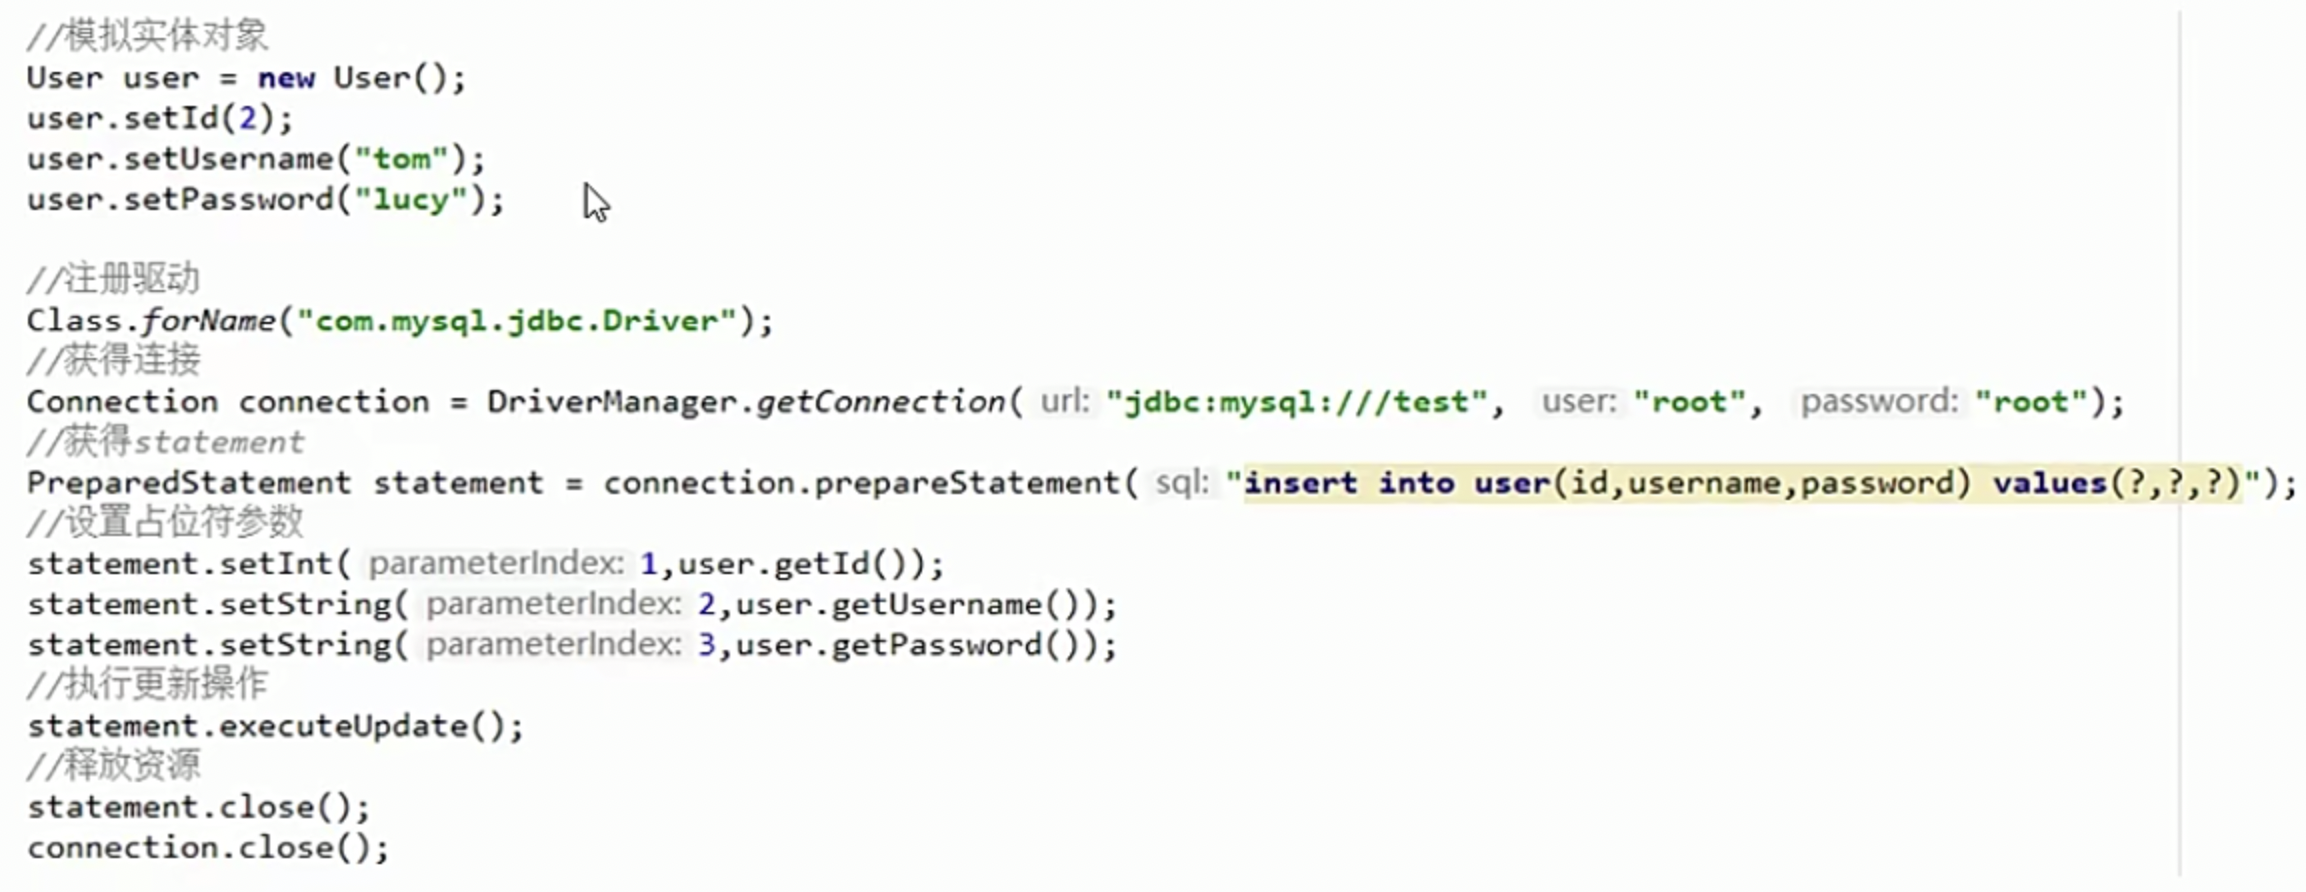 //模拟实体对象
User user = new User();
user.setId(2);
user.setUsername("tom");
user.setPassword("lucy");
//注册驱动
Class.forName("com.mysql.jdbc.Driver");
//获得连接
Connection connection = DriverManager.getConnection( url: "jdbc:mysql:///test", user: "root", password: "root");
//获得statement
PreparedStatement statement = connection.prepareStatement( sql: "insert into user(id,username,password) values(?,?,?)");
//设置占位符参数
statement.setInt( parameterIndex: 1,user.getId());
statement.setString( parameterIndex: 2,user.getUsername());
statement.setString( parameterIndex: 3,user.getPassword());
//执行更新操作
statement.executeUpdate();
//释放资源
statement.close();
connection.close();